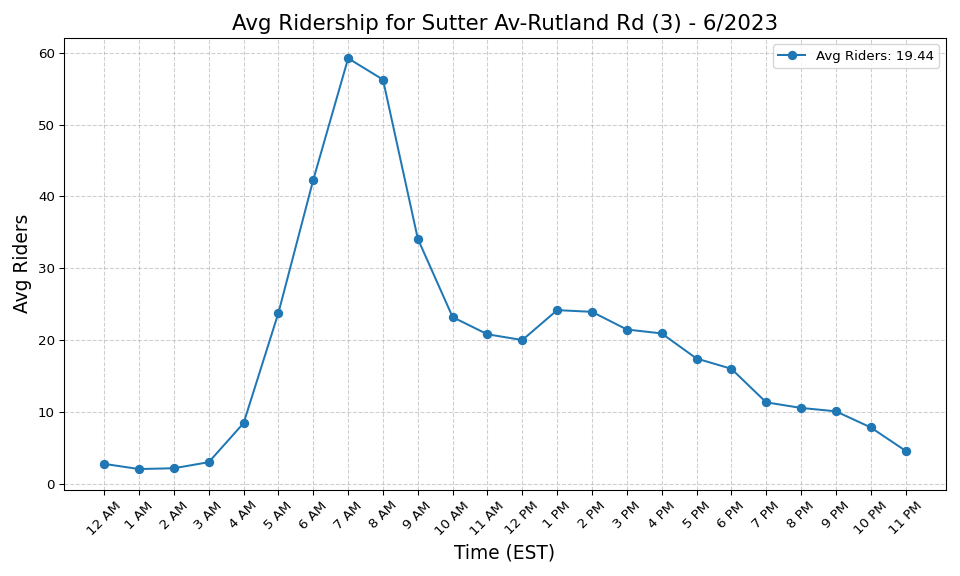 Avg Ridership for Sutter Av-Rutland Rd (3) - 6/2023
Avg Riders: 19.44
60
50
40
30
20
10
0
Avg Riders
12 AM
1 AM
2 AM
3 AM
4 AM
5 AM
6 AM
7 AM
8 AM
9 AM
10 AM
11 AM
12 PM
1 PM
2 PM
3 PM
4 PM
5 PM
6 PM
7 PM
8 PM
9 PM
10 PM
11 PM
Time (EST)